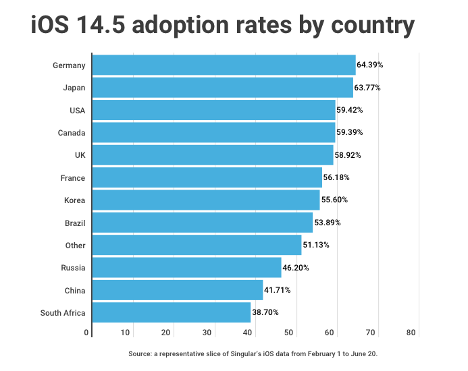 iOS 14.5 adoption rates by country
Germany 64.39%
Japan 63.77%
USA 59.42%
Canada 59.39%
UK 58.92%
France 56.18%
Korea 55.60%
Brazil 53.89%
Other 51.13%
Russia 46.20%
China 41.71%
South Africa 38.70%
0 10 20 30 40 50 60 70 80
Source: a representative slice of Singular's iOS data from February 1 to June 20.